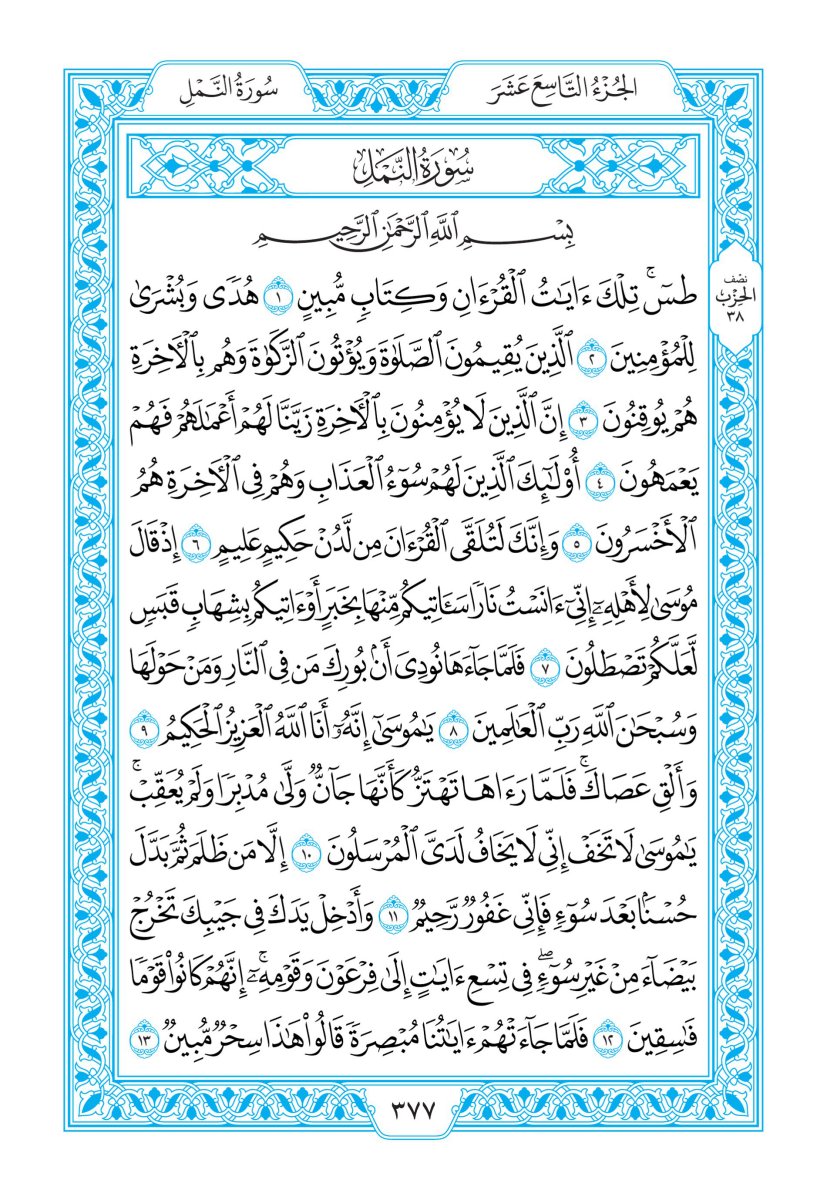 الجُزْءُ التَّاسِعَ عَشَرَ
سُورَةُ النَّمْلِ
سُورَةُ النَّمْلِ
بِسْمِ ٱللَّهِ ٱلرَّحْمَٰنِ ٱلرَّحِيمِ
نصف
الحِزْب
٣٨
طسٓۚ تِلْكَ ءَايَٰتُ ٱلْقُرْءَانِ وَكِتَابٖ مُّبِينٍ ١ هُدٗى وَبُشْرَىٰ
لِلْمُؤْمِنِينَ ٢ ٱلَّذِينَ يُقِيمُونَ ٱلصَّلَوٰةَ وَيُؤْتُونَ ٱلزَّكَوٰةَ وَهُم بِٱلْأٓخِرَةِ
هُمْ يُوقِنُونَ ٣ إِنَّ ٱلَّذِينَ لَا يُؤْمِنُونَ بِٱلْأٓخِرَةِ زَيَّنَّا لَهُمْ أَعْمَٰلَهُمْ فَهُمْ
يَعْمَهُونَ ٤ أُوْلَٰٓئِكَ ٱلَّذِينَ لَهُمْ سُوٓءُ ٱلْعَذَابِ وَهُمْ فِي ٱلْأٓخِرَةِ هُمُ
ٱلْأَخْسَرُونَ ٥ وَإِنَّكَ لَتُلَقَّى ٱلْقُرْءَانَ مِن لَّدُنْ حَكِيمٍ عَلِيمٍ ٦ إِذْ قَالَ
مُوسَىٰ لِأَهْلِهِۦٓ إِنِّيٓ ءَانَسْتُ نَارٗا سَـَٔاتِيكُم مِّنْهَا بِخَبَرٍ أَوْ ءَاتِيكُم بِشِهَابٖ قَبَسٖ
لَّعَلَّكُمْ تَصْطَلُونَ ٧ فَلَمَّا جَآءَهَا نُودِيَ أَنۢ بُورِكَ مَن فِي ٱلنَّارِ وَمَنْ حَوْلَهَا
وَسُبْحَٰنَ ٱللَّهِ رَبِّ ٱلْعَٰلَمِينَ ٨ يَٰمُوسَىٰٓ إِنَّهُۥٓ أَنَا ٱللَّهُ ٱلْعَزِيزُ ٱلْحَكِيمُ ٩
وَأَلْقِ عَصَاكَۚ فَلَمَّا رَءَاهَا تَهْتَزُّ كَأَنَّهَا جَآنّٞ وَلَّىٰ مُدْبِرٗا وَلَمْ يُعَقِّبْۚ
يَٰمُوسَىٰ لَا تَخَفْ إِنِّي لَا يَخَافُ لَدَيَّ ٱلْمُرْسَلُونَ ١٠ إِلَّا مَن ظَلَمَ ثُمَّ بَدَّلَ
حُسْنَۢا بَعْدَ سُوٓءٖ فَإِنِّي غَفُورٞ رَّحِيمٞ ١١ وَأَدْخِلْ يَدَكَ فِي جَيْبِكَ تَخْرُجْ
بَيْضَآءَ مِنْ غَيْرِ سُوٓءٖۖ فِي تِسْعِ ءَايَٰتٍ إِلَىٰ فِرْعَوْنَ وَقَوْمِهِۦٓۚ إِنَّهُمْ كَانُواْ قَوْمٗا
فَٰسِقِينَ ١٢ فَلَمَّا جَآءَتْهُمْ ءَايَٰتُنَا مُبْصِرَةٗ قَالُواْ هَٰذَا سِحْرٞ مُّبِينٞ ١٣
٣٧٧